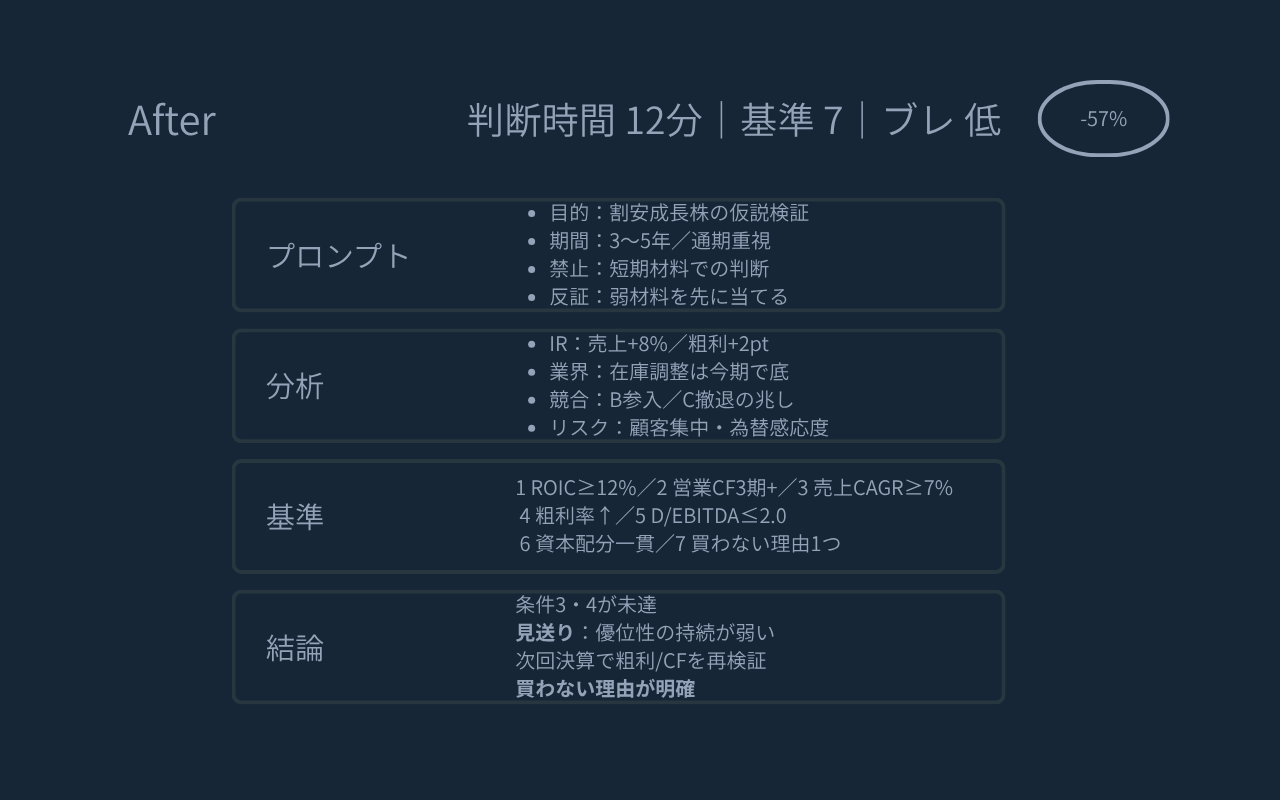 After
判断時間 12分｜基準 7｜ブレ 低
-57%
プロンプト
• 目的：割安成長株の仮説検証
• 期間：3〜5年／通期重視
• 禁止：短期材料での判断
• 反証：弱材料を先に当てる
分析
• IR：売上+8%／粗利+2pt
• 業界：在庫調整は今期で底
• 競合：B参入／C撤退の兆し
• リスク：顧客集中・為替感応度
基準
1 ROIC≥12%／2 営業CF3期+／3 売上CAGR≥7%
4 粗利率↑／5 D/EBITDA≤2.0
6 資本配分一貫／7 買わない理由1つ
結論
条件3・4が未達
見送り：優位性の持続が弱い
次回決算で粗利/CFを再検証
買わない理由が明確